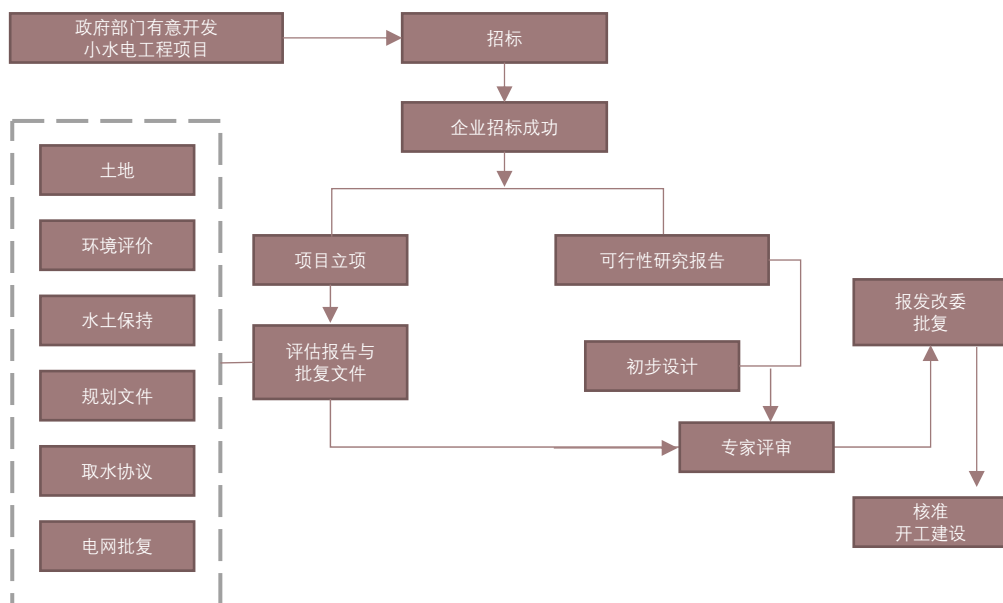 政府部门有意开发
小水电工程项目
招标
企业招标成功
土地
环境评价
水土保持
规划文件
取水协议
电网批复
项目立项
可行性研究报告
评估报告与
批复文件
初步设计
专家评审
报发改委
批复
核准
开工建设